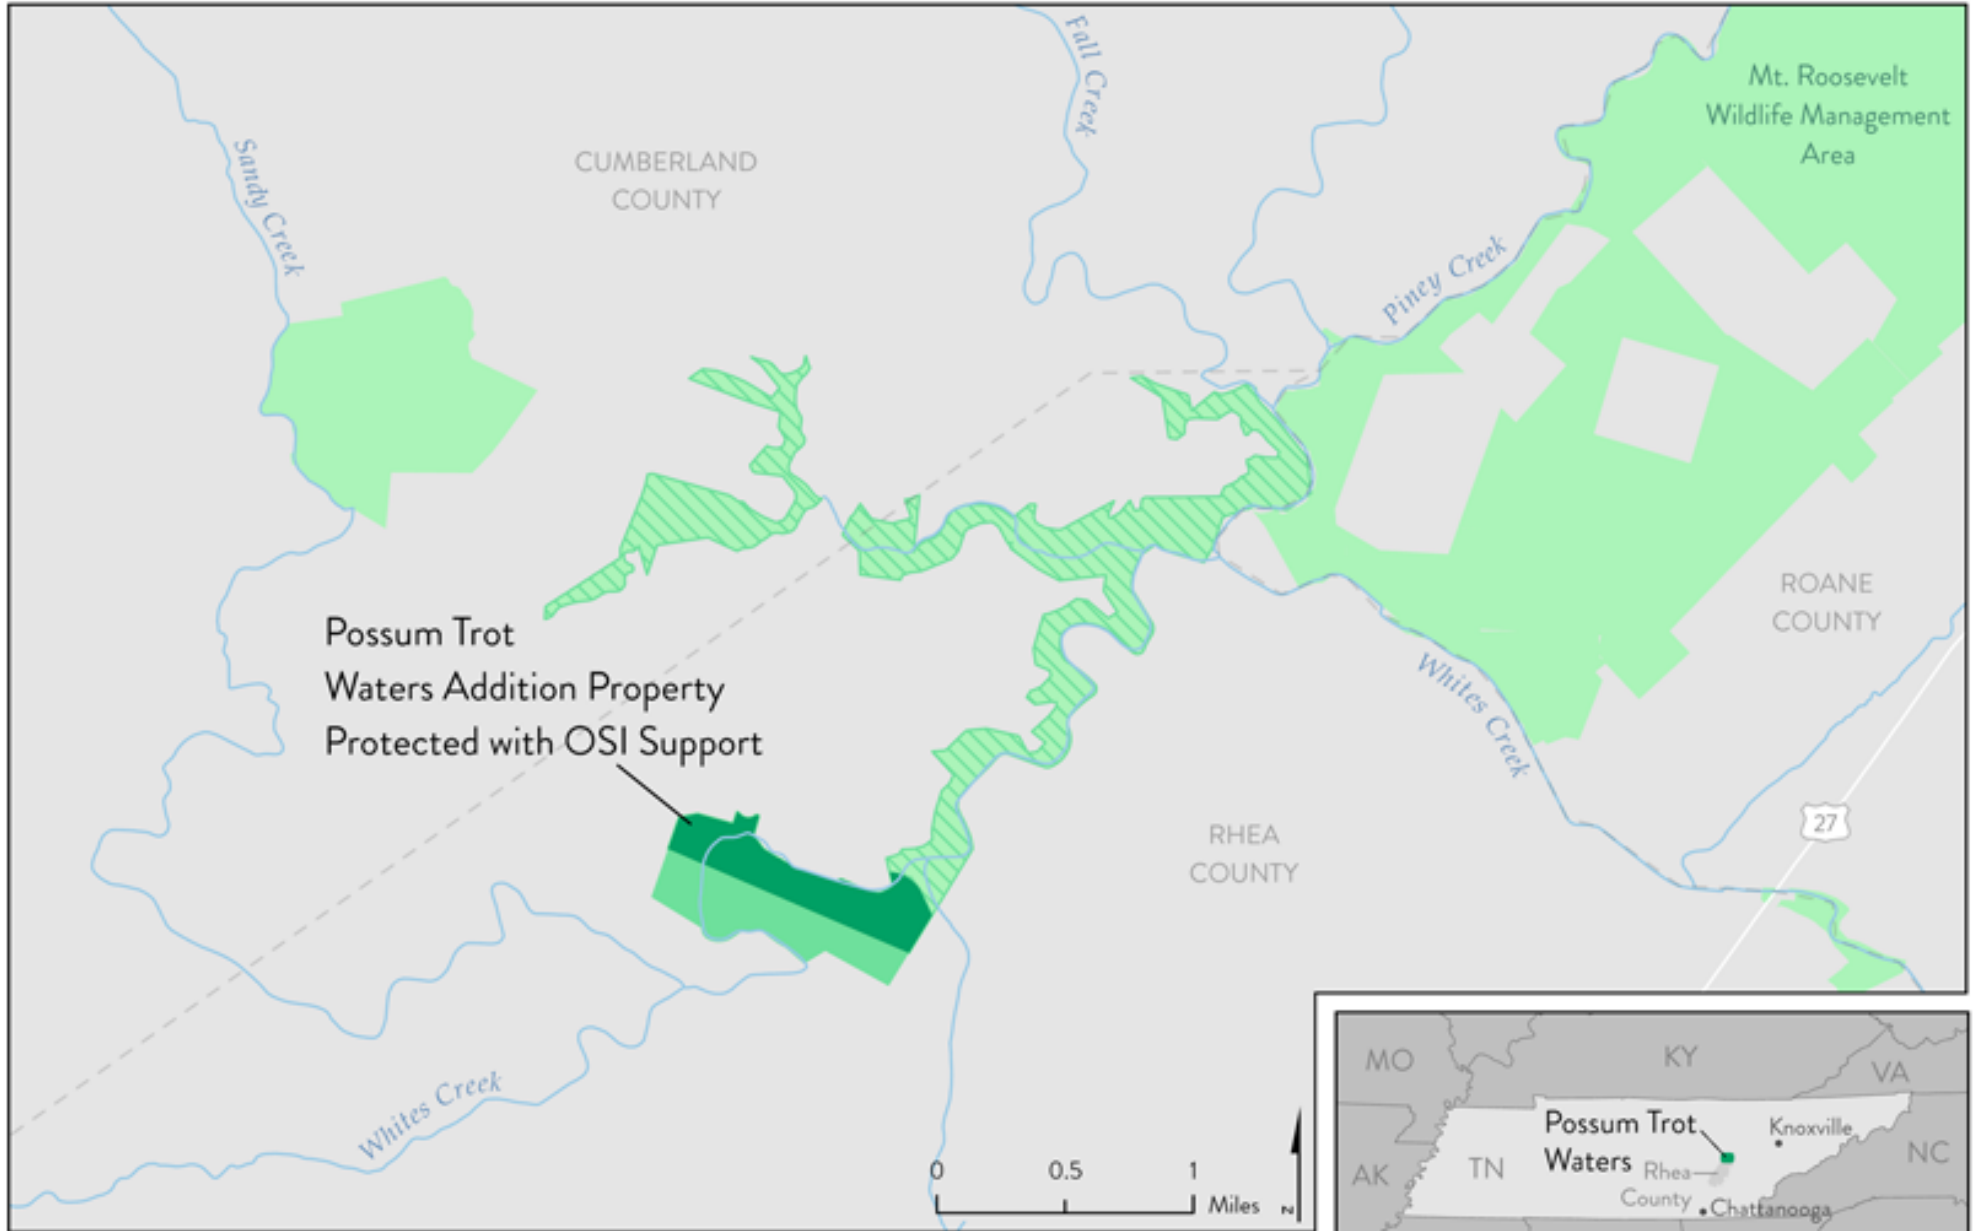 Fall Creek
Mt. Roosevelt
Wildlife Management
Area
Sandy Creek
CUMBERLAND
COUNTY
Piney Creek
ROANE
COUNTY
Possum Trot
Waters Addition Property
Protected with OSI Support
Whites Creek
27
RHEA
COUNTY
Whites Creek
0 0.5 1
Miles
N
MO
KY
VA
Possum Trot
Waters
Knoxville
NC
AK
TN
Rhea
County
Chattanooga